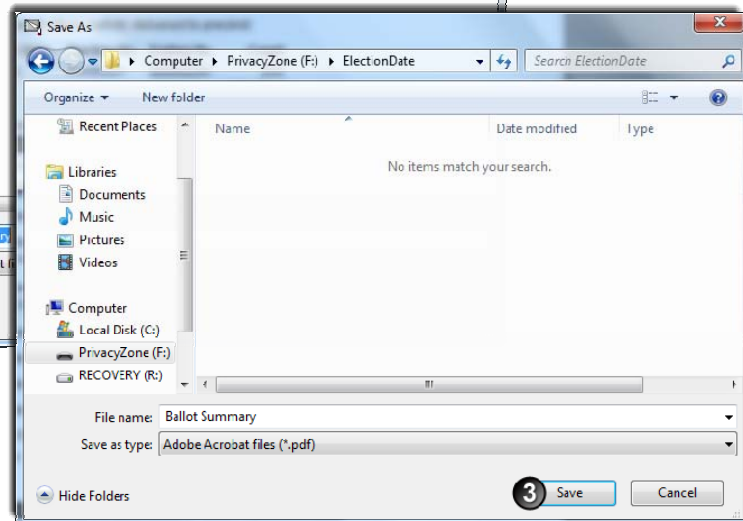 Save As
Computer ▸ PrivacyZone (F:) ▸ ElectionDate
Search ElectionDate
Organize
New folder
Name
Date modified
Type
Recent Places
No items match your search.
Libraries
Documents
Music
Pictures
Videos
Computer
Local Disk (C:)
PrivacyZone (F:)
RECOVERY (R:)
File name: Ballot Summary
Save as type: Adobe Acrobat files (*.pdf)
Hide Folders
3 Save
Cancel